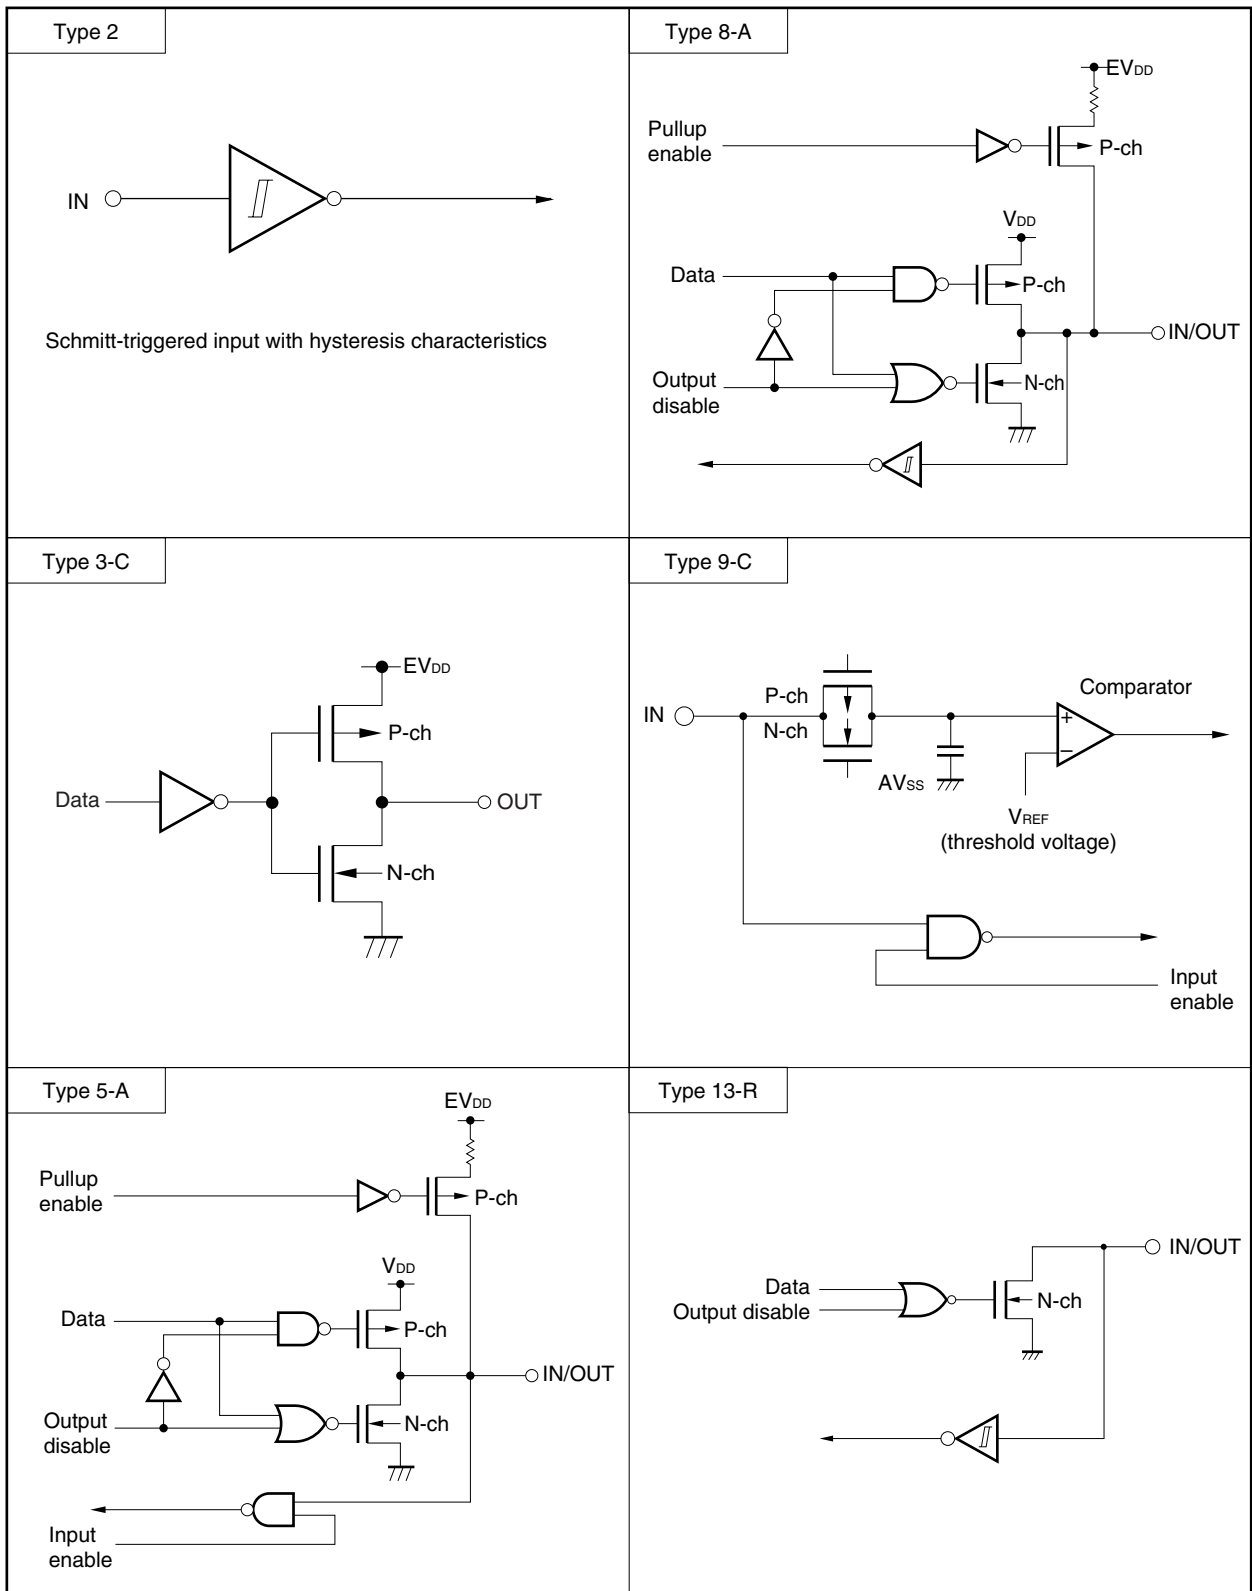 Type 2
IN
Schmitt-triggered input with hysteresis characteristics
Type 8-A
EVDD
Pullup
enable
P-ch
VDD
Data
P-ch
IN/OUT
Output
disable
N-ch
Type 3-C
EVDD
P-ch
Data
OUT
N-ch
Type 9-C
Comparator
P-ch
IN
N-ch
+
–
AVSS
VREF
(threshold voltage)
Input
enable
Type 5-A
EVDD
Pullup
enable
P-ch
VDD
Data
P-ch
IN/OUT
Output
disable
N-ch
Input
enable
Type 13-R
IN/OUT
Data
Output disable
N-ch